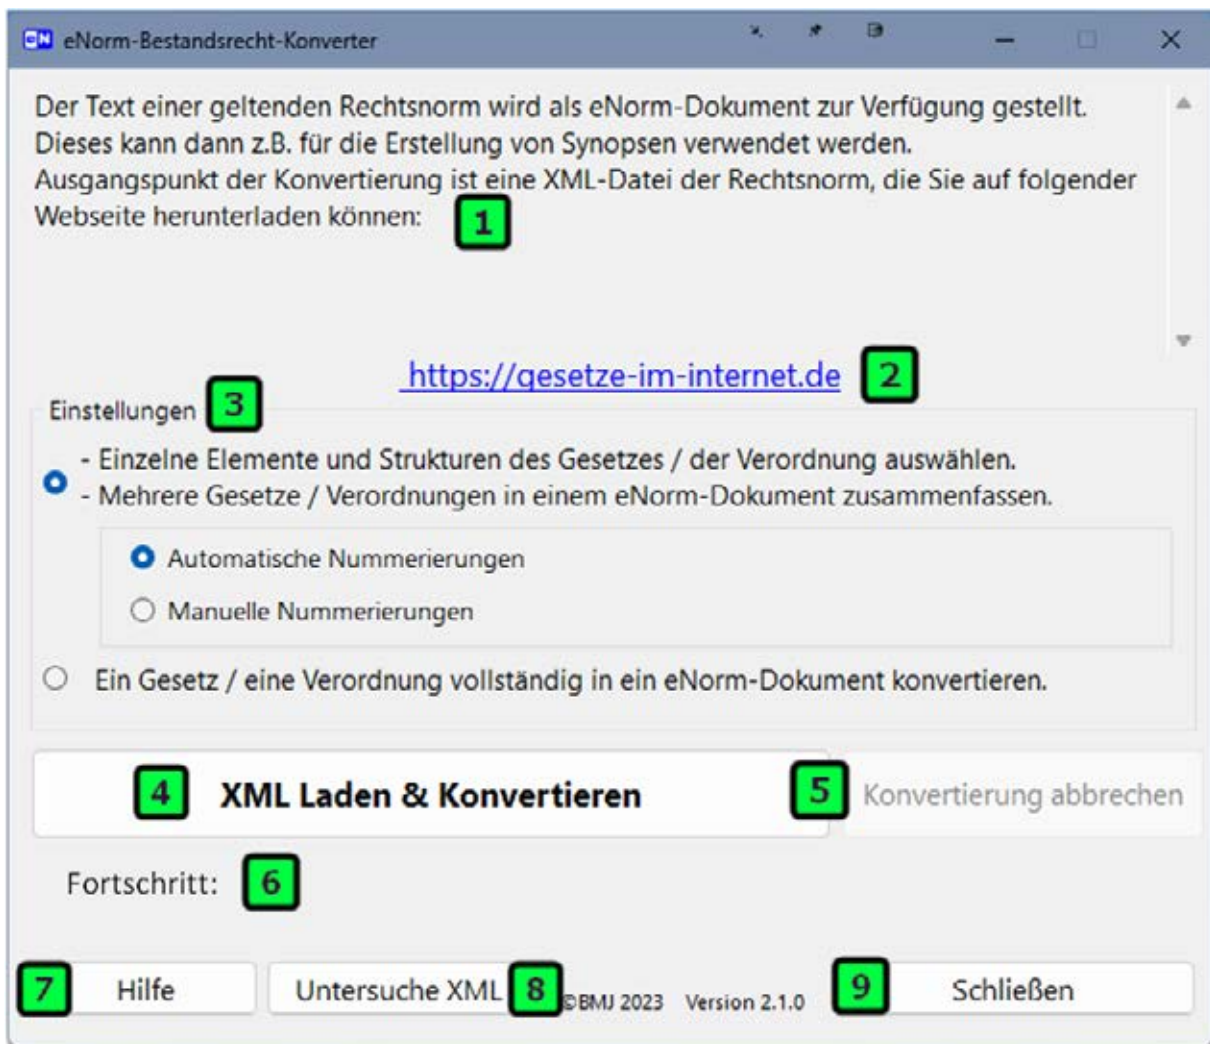 eN eNorm-Bestandsrecht-Konverter
Der Text einer geltenden Rechtsnorm wird als eNorm-Dokument zur Verfügung gestellt.
Dieses kann dann z.B. für die Erstellung von Synopsen verwendet werden.
Ausgangspunkt der Konvertierung ist eine XML-Datei der Rechtsnorm, die Sie auf folgender
Webseite herunterladen können: 1
https://gesetze-im-internet.de 2
Einstellungen 3
- Einzelne Elemente und Strukturen des Gesetzes / der Verordnung auswählen.
- Mehrere Gesetze / Verordnungen in einem eNorm-Dokument zusammenfassen.
Automatische Nummerierungen
Manuelle Nummerierungen
Ein Gesetz / eine Verordnung vollständig in ein eNorm-Dokument konvertieren.
4 XML Laden & Konvertieren 5 Konvertierung abbrechen
Fortschritt: 6
7 Hilfe Untersuche XML 8 ©BMJ 2023 Version 2.1.0 9 Schließen